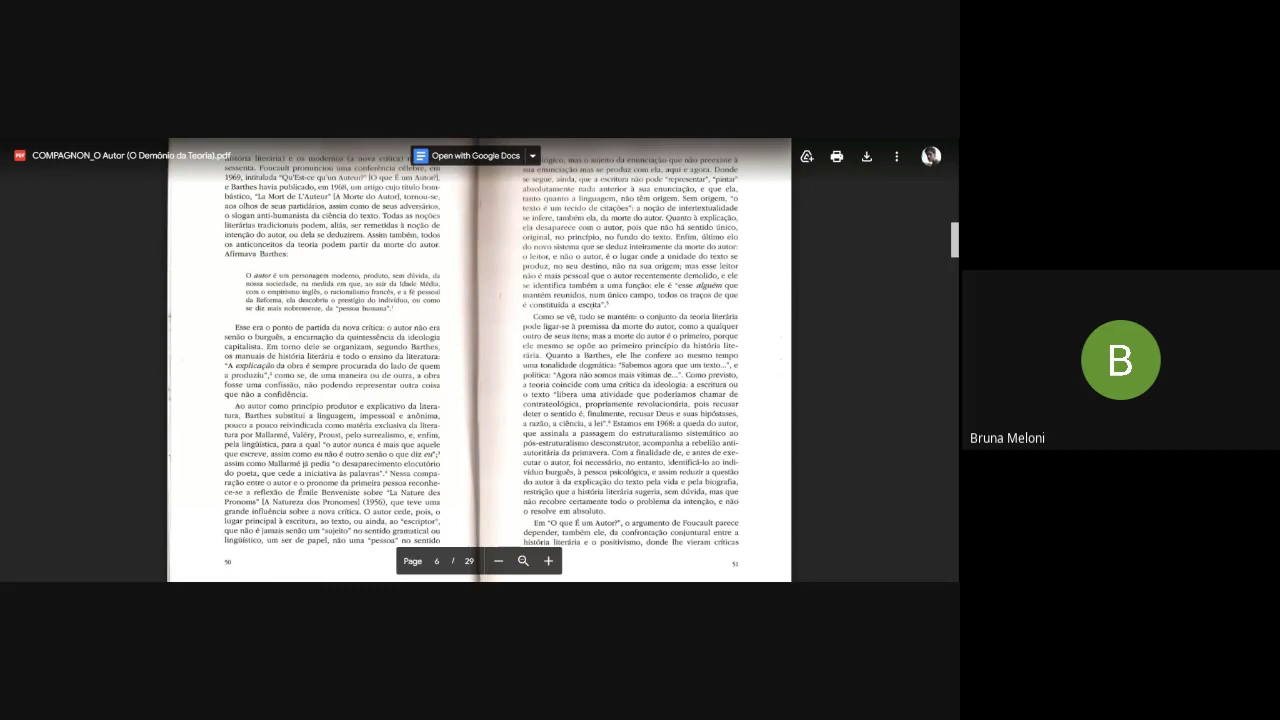 COMPAGNON_O Autor (O Demônio da Teoria).pdf
Open with Google Docs
história literária) e os modernos (a nova crítica)
sessenta. Foucault pronunciou uma conferência célebre, em
1969, intitulada "Qu'Est-ce qu'un Auteur?" [O que É um Autor?],
e Barthes havia publicado, em 1968, um artigo cujo título bom-
bástico, "La Mort de L'Auteur" [A Morte do Autor], tornou-se,
aos olhos de seus partidários, assim como de seus adversários,
o slogan anti-humanista da ciência do texto. Todas as noções
literárias tradicionais podem, aliás, ser remetidas à noção de
intenção do autor, ou dela se deduzirem. Assim também, todos
os anticonceitos da teoria podem partir da morte do autor.
Afirmava Barthes:
O autor é um personagem moderno, produto, sem dúvida, da
nossa sociedade, na medida em que, ao sair da Idade Média,
com o empirismo inglês, o racionalismo francês, e a fé pessoal
da Reforma, ela descobriu o prestígio do indivíduo, ou como
se diz mais nobremente, da "pessoa humana".¹
Esse era o ponto de partida da nova crítica: o autor não era
senão o burguês, a encarnação da quintessência da ideologia
capitalista. Em torno dele se organizam, segundo Barthes,
os manuais de história literária e todo o ensino da literatura:
"A explicação da obra é sempre procurada do lado de quem
a produziu",² como se, de uma maneira ou de outra, a obra
fosse uma confissão, não podendo representar outra coisa
que não a confidência.
Ao autor como princípio produtor e explicativo da litera-
tura, Barthes substitui a linguagem, impessoal e anônima,
pouco a pouco reivindicada como matéria exclusiva da litera-
tura por Mallarmé, Valéry, Proust, pelo surrealismo, e, enfim,
pela lingüística, para a qual "o autor nunca é mais que aquele
que escreve, assim como eu não é outro senão o que diz eu";³
assim como Mallarmé já pedia "o desaparecimento elocutório
do poeta, que cede a iniciativa às palavras".⁴ Nessa compa-
ração entre o autor e o pronome da primeira pessoa reconhe-
ce-se a reflexão de Émile Benveniste sobre "La Nature des
Pronoms" [A Natureza dos Pronomes] (1956), que teve uma
grande influência sobre a nova crítica. O autor cede, pois, o
lugar principal à escritura, ao texto, ou ainda, ao "escriptor",
que não é jamais senão um "sujeito" no sentido gramatical ou
lingüístico, um ser de papel, não uma "pessoa" no sentido
50
lógico, mas o sujeito da enunciação que não preexiste à
sua enunciação mas se produz com ela, aqui e agora. Donde
se segue, ainda, que a escritura não pode "representar", "pintar"
absolutamente nada anterior à sua enunciação, e que ela,
tanto quanto a linguagem, não têm origem. Sem origem, "o
texto é um tecido de citações": a noção de intertextualidade
se infere, também ela, da morte do autor. Quanto à explicação,
ela desaparece com o autor, pois que não há sentido único,
original, no princípio, no fundo do texto. Enfim, último elo
do novo sistema que se deduz inteiramente da morte do autor:
o leitor, e não o autor, é o lugar onde a unidade do texto se
produz, no seu destino, não na sua origem; mas esse leitor
não é mais pessoal que o autor recentemente demolido, e ele
se identifica também a uma função: ele é "esse alguém que
mantém reunidos, num único campo, todos os traços de que
é constituída a escrita".⁵
Como se vê, tudo se mantém: o conjunto da teoria literária
pode ligar-se à premissa da morte do autor, como a qualquer
outro de seus itens; mas a morte do autor é o primeiro, porque
ele mesmo se opõe ao primeiro princípio da história lite-
rária. Quanto a Barthes, ele lhe confere ao mesmo tempo
uma tonalidade dogmática: "Sabemos agora que um texto...", e
política: "Agora não somos mais vítimas de...". Como previsto,
a teoria coincide com uma crítica da ideologia: a escritura ou
o texto "libera uma atividade que poderíamos chamar de
contrateológica, propriamente revolucionária, pois recusar
deter o sentido é, finalmente, recusar Deus e suas hipóstases,
a razão, a ciência, a lei".⁶ Estamos em 1968: a queda do autor,
que assinala a passagem do estruturalismo sistemático ao
pós-estruturalismo desconstrutor, acompanha a rebelião anti-
autoritária da primavera. Com a finalidade de, e antes de exe-
cutar o autor, foi necessário, no entanto, identificá-lo ao indi-
víduo burguês, à pessoa psicológica, e assim reduzir a questão
do autor à da explicação do texto pela vida e pela biografia,
restrição que a história literária sugeria, sem dúvida, mas que
não recobre certamente todo o problema da intenção, e não
o resolve em absoluto.
Em "O que É um Autor?", o argumento de Foucault parece
depender, também ele, da confrontação conjuntural entre a
história literária e o positivismo, donde lhe vieram críticas
51
Page 6 / 29
B
Bruna Meloni